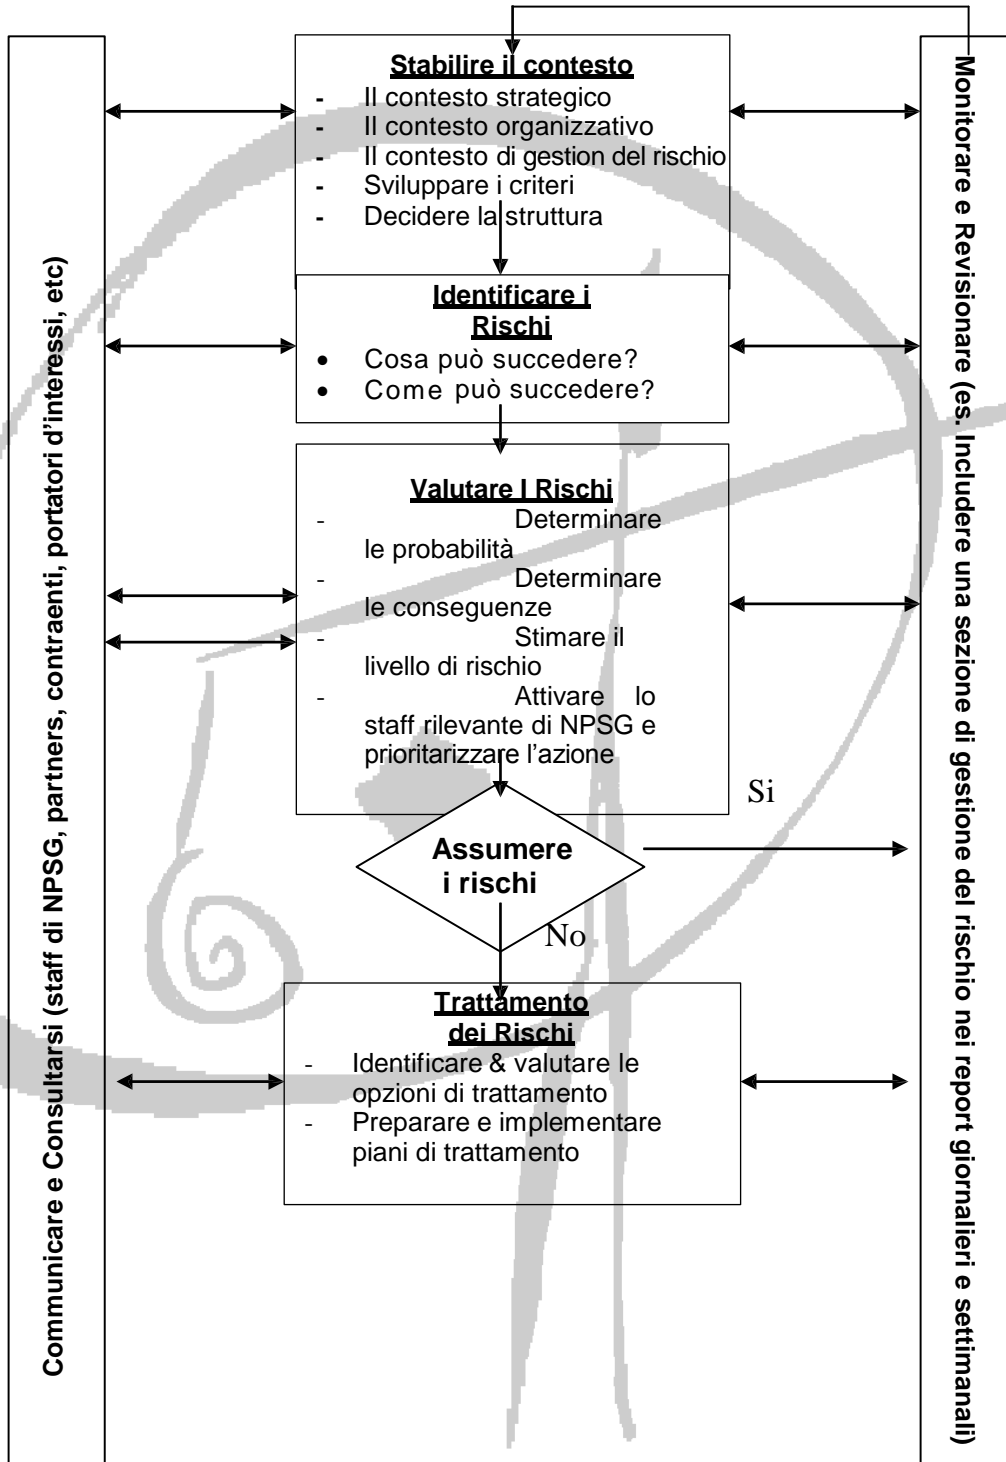 Communicare e Consultarsi (staff di NPSG, partners, contraenti, portatori d'interessi, etc)
Stabilire il contesto
- Il contesto strategico
- Il contesto organizzativo
- Il contesto di gestion del rischio
- Sviluppare i criteri
- Decidere la struttura
Identificare i
Rischi
• Cosa può succedere?
• Come può succedere?
Valutare I Rischi
- Determinare
le probabilità
- Determinare
le conseguenze
- Stimare il
livello di rischio
- Attivare lo
staff rilevante di NPSG e
prioritarizzare l'azione
Si
Assumere
i rischi
No
Trattamento
dei Rischi
- Identificare & valutare le
opzioni di trattamento
- Preparare e implementare
piani di trattamento
Monitorare e Revisionare (es. Includere una sezione di gestione del rischio nei report giornalieri e settimanali)